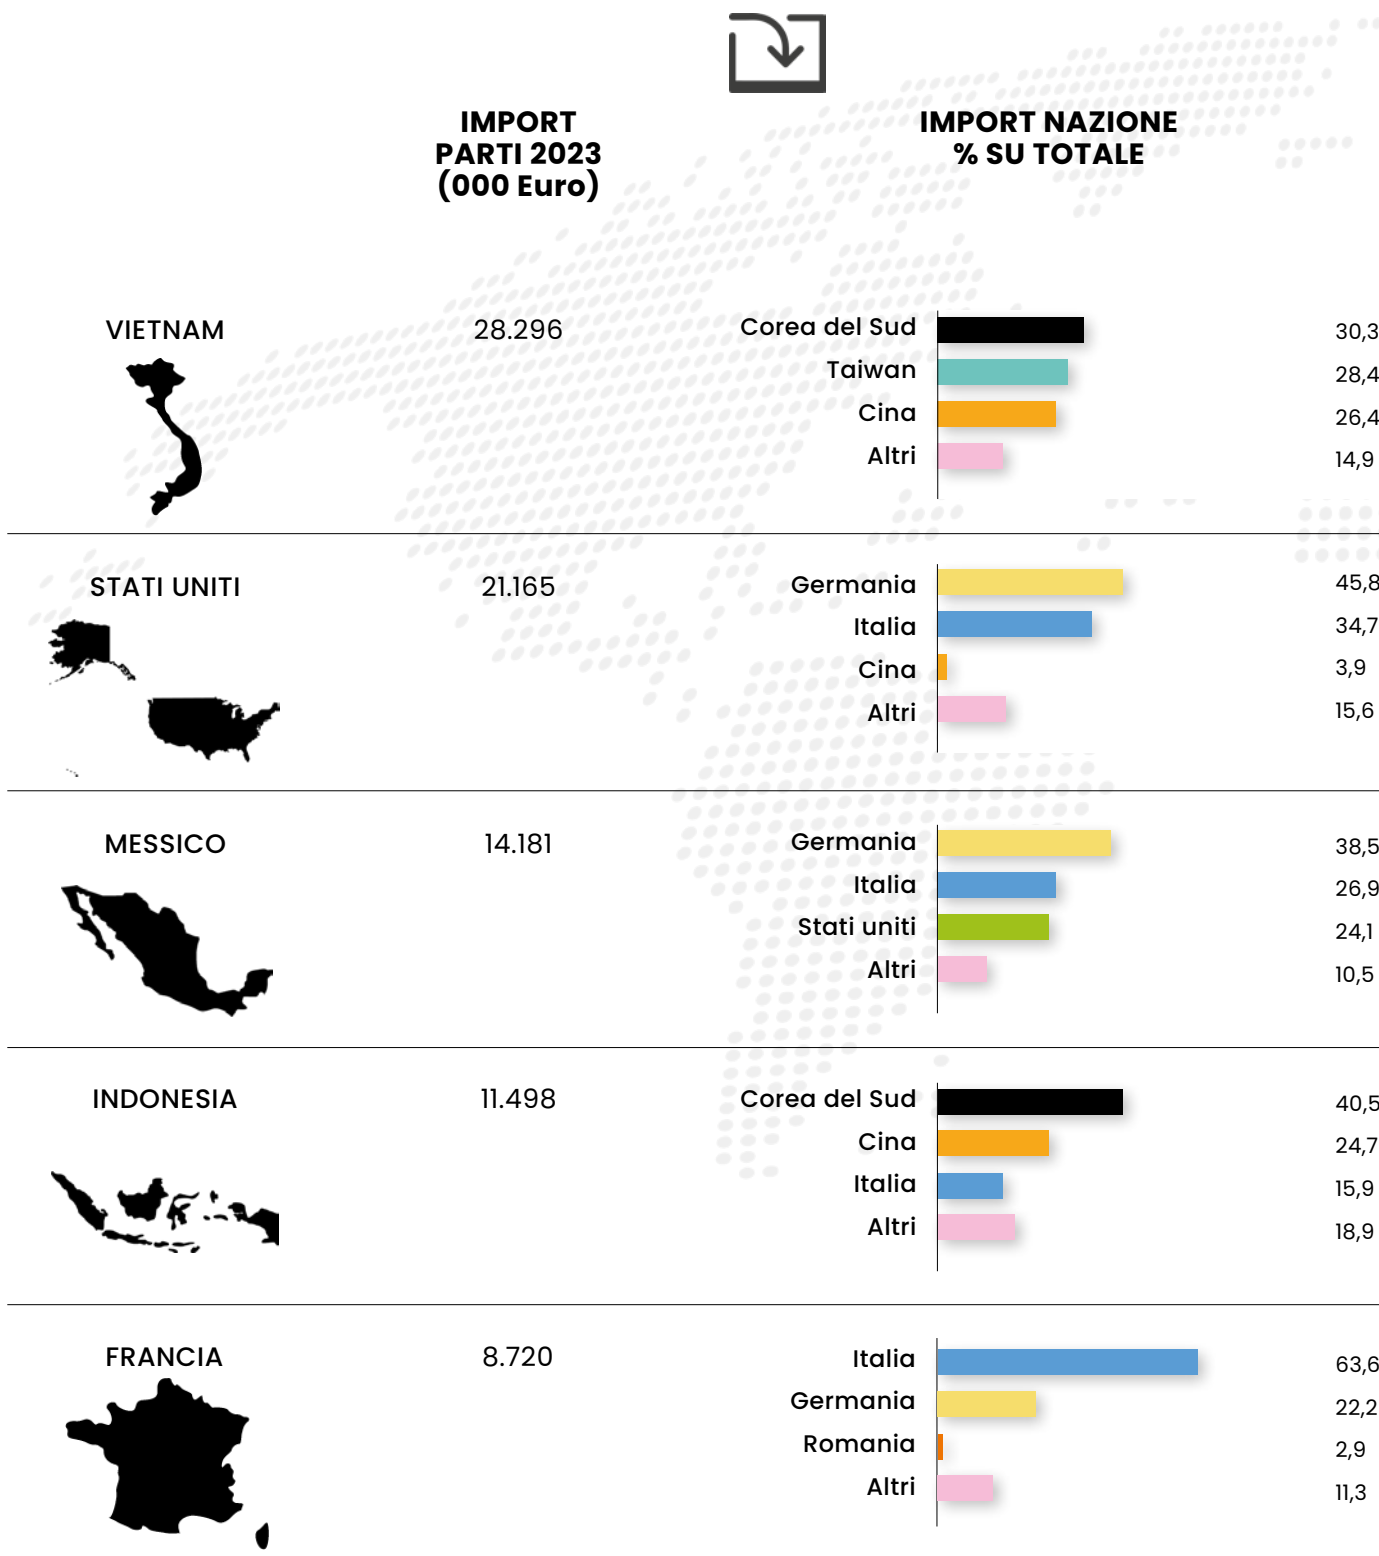 IMPORT
PARTI 2023
(000 Euro)
IMPORT NAZIONE
% SU TOTALE
VIETNAM
28.296
Corea del Sud 30,3
Taiwan 28,4
Cina 26,4
Altri 14,9
STATI UNITI
21.165
Germania 45,8
Italia 34,7
Cina 3,9
Altri 15,6
MESSICO
14.181
Germania 38,5
Italia 26,9
Stati uniti 24,1
Altri 10,5
INDONESIA
11.498
Corea del Sud 40,5
Cina 24,7
Italia 15,9
Altri 18,9
FRANCIA
8.720
Italia 63,6
Germania 22,2
Romania 2,9
Altri 11,3